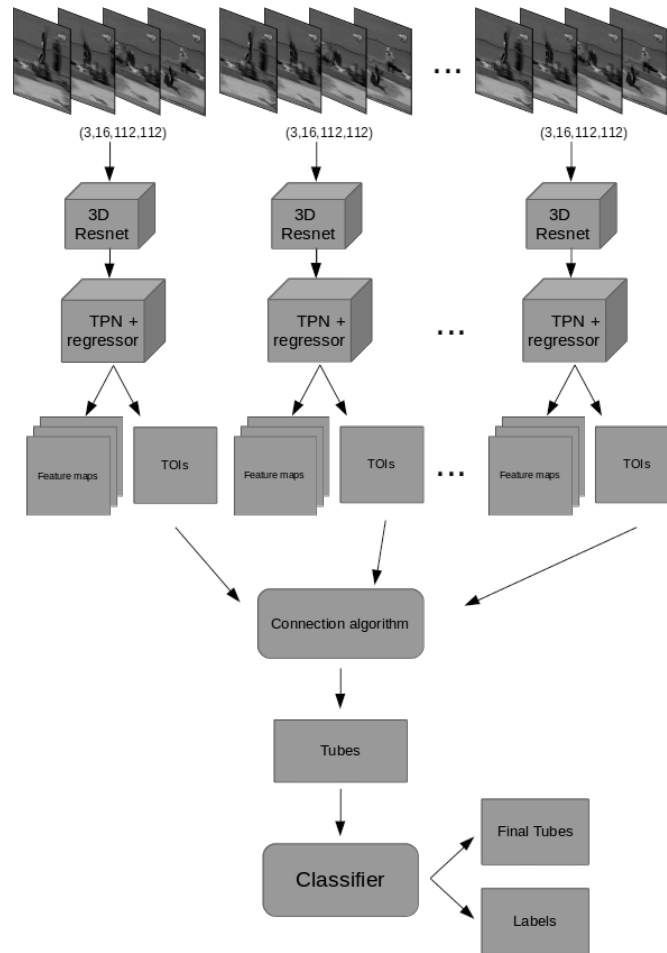 ...
(3,16,112,112) (3,16,112,112) (3,16,112,112)
3D 3D 3D
Resnet Resnet Resnet
TPN + TPN + TPN +
regressor regressor ... regressor
Feature maps TOIs Feature maps TOIs ... Feature maps TOIs
Connection algorithm
Tubes
Final Tubes
Classifier
Labels